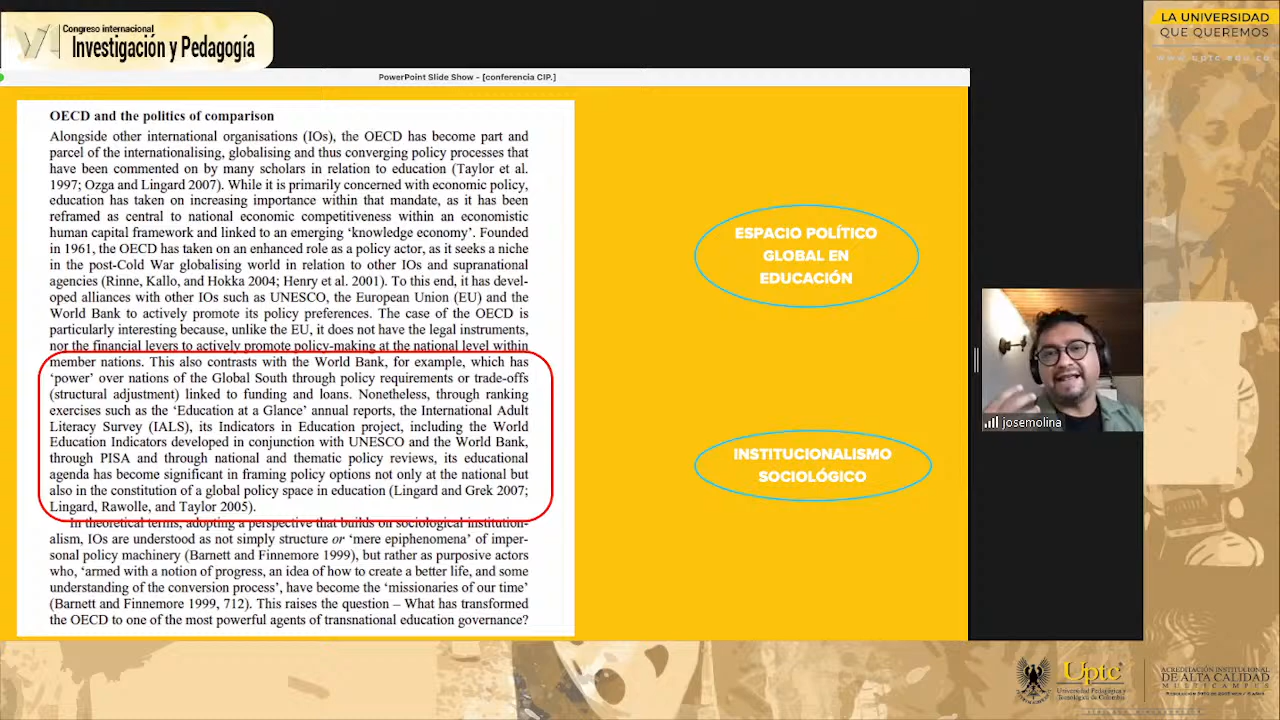 Congreso internacional
Investigación y Pedagogía
LA UNIVERSIDAD
QUE QUEREMOS
www.uptc.edu.co
PowerPoint Slide Show - [conferencia CIP.]
OECD and the politics of comparison
Alongside other international organisations (IOs), the OECD has become part and
parcel of the internationalising, globalising and thus converging policy processes that
have been commented on by many scholars in relation to education (Taylor et al.
1997; Ozga and Lingard 2007). While it is primarily concerned with economic policy,
education has taken on increasing importance within that mandate, as it has been
reframed as central to national economic competitiveness within an economistic
human capital framework and linked to an emerging ‘knowledge economy’. Founded
in 1961, the OECD has taken on an enhanced role as a policy actor, as it seeks a niche
in the post-Cold War globalising world in relation to other IOs and supranational
agencies (Rinne, Kallo, and Hokka 2004; Henry et al. 2001). To this end, it has devel-
oped alliances with other IOs such as UNESCO, the European Union (EU) and the
World Bank to actively promote its policy preferences. The case of the OECD is
particularly interesting because, unlike the EU, it does not have the legal instruments,
nor the financial levers to actively promote policy-making at the national level within
member nations. This also contrasts with the World Bank, for example, which has
‘power’ over nations of the Global South through policy requirements or trade-offs
(structural adjustment) linked to funding and loans. Nonetheless, through ranking
exercises such as the ‘Education at a Glance’ annual reports, the International Adult
Literacy Survey (IALS), its Indicators in Education project, including the World
Education Indicators developed in conjunction with UNESCO and the World Bank,
through PISA and through national and thematic policy reviews, its educational
agenda has become significant in framing policy options not only at the national but
also in the constitution of a global policy space in education (Lingard and Grek 2007;
Lingard, Rawolle, and Taylor 2005).
In theoretical terms, adopting a perspective that builds on sociological institution-
alism, IOs are understood as not simply structure or ‘mere epiphenomena’ of imper-
sonal policy machinery (Barnett and Finnemore 1999), but rather as purposive actors
who, ‘armed with a notion of progress, an idea of how to create a better life, and some
understanding of the conversion process’, have become the ‘missionaries of our time’
(Barnett and Finnemore 1999, 712). This raises the question – What has transformed
the OECD to one of the most powerful agents of transnational education governance?
ESPACIO POLÍTICO
GLOBAL EN
EDUCACIÓN
INSTITUCIONALISMO
SOCIOLÓGICO
josemolina
Uptc
Universidad Pedagógica y
Tecnológica de Colombia
ACREDITACIÓN INSTITUCIONAL
DE ALTA CALIDAD
MULTICAMPUS